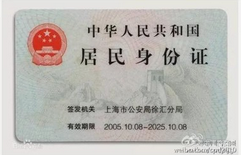 中华人民共和国
居民身份证
签发机关 上海市公安局徐汇分局
有效期限 2005.10.08-2025.10.08